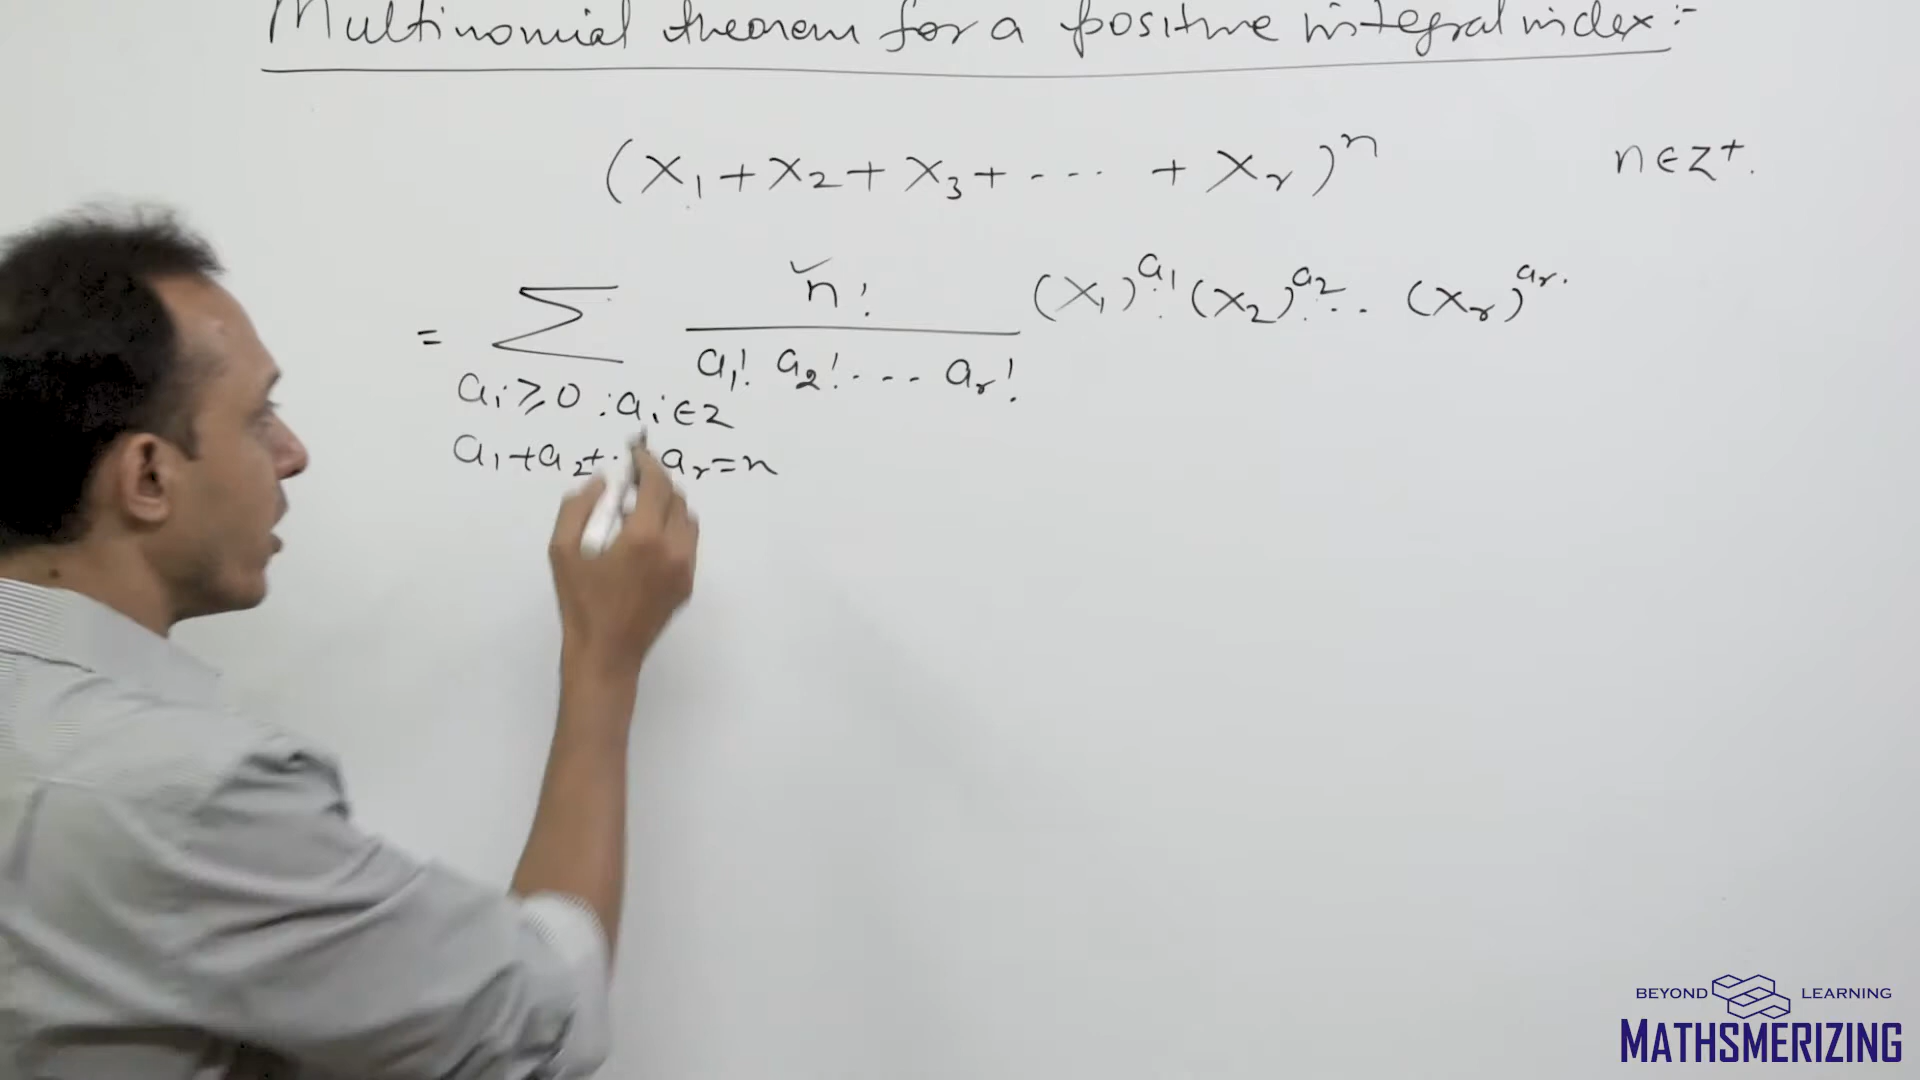 Multinomial theorem for a positive integral index :-
(x₁ + x₂ + x₃ + --- + xᵣ)ⁿ n ∈ Z⁺.
= Σ n! / (a₁! a₂! .--- aᵣ!) (x₁)^a₁ (x₂)^a₂ .. (xᵣ)^aᵣ.
aᵢ ≥ 0 : aᵢ ∈ Z
a₁ + a₂ + .. aᵣ = n
BEYOND LEARNING
MATHSMERIZING